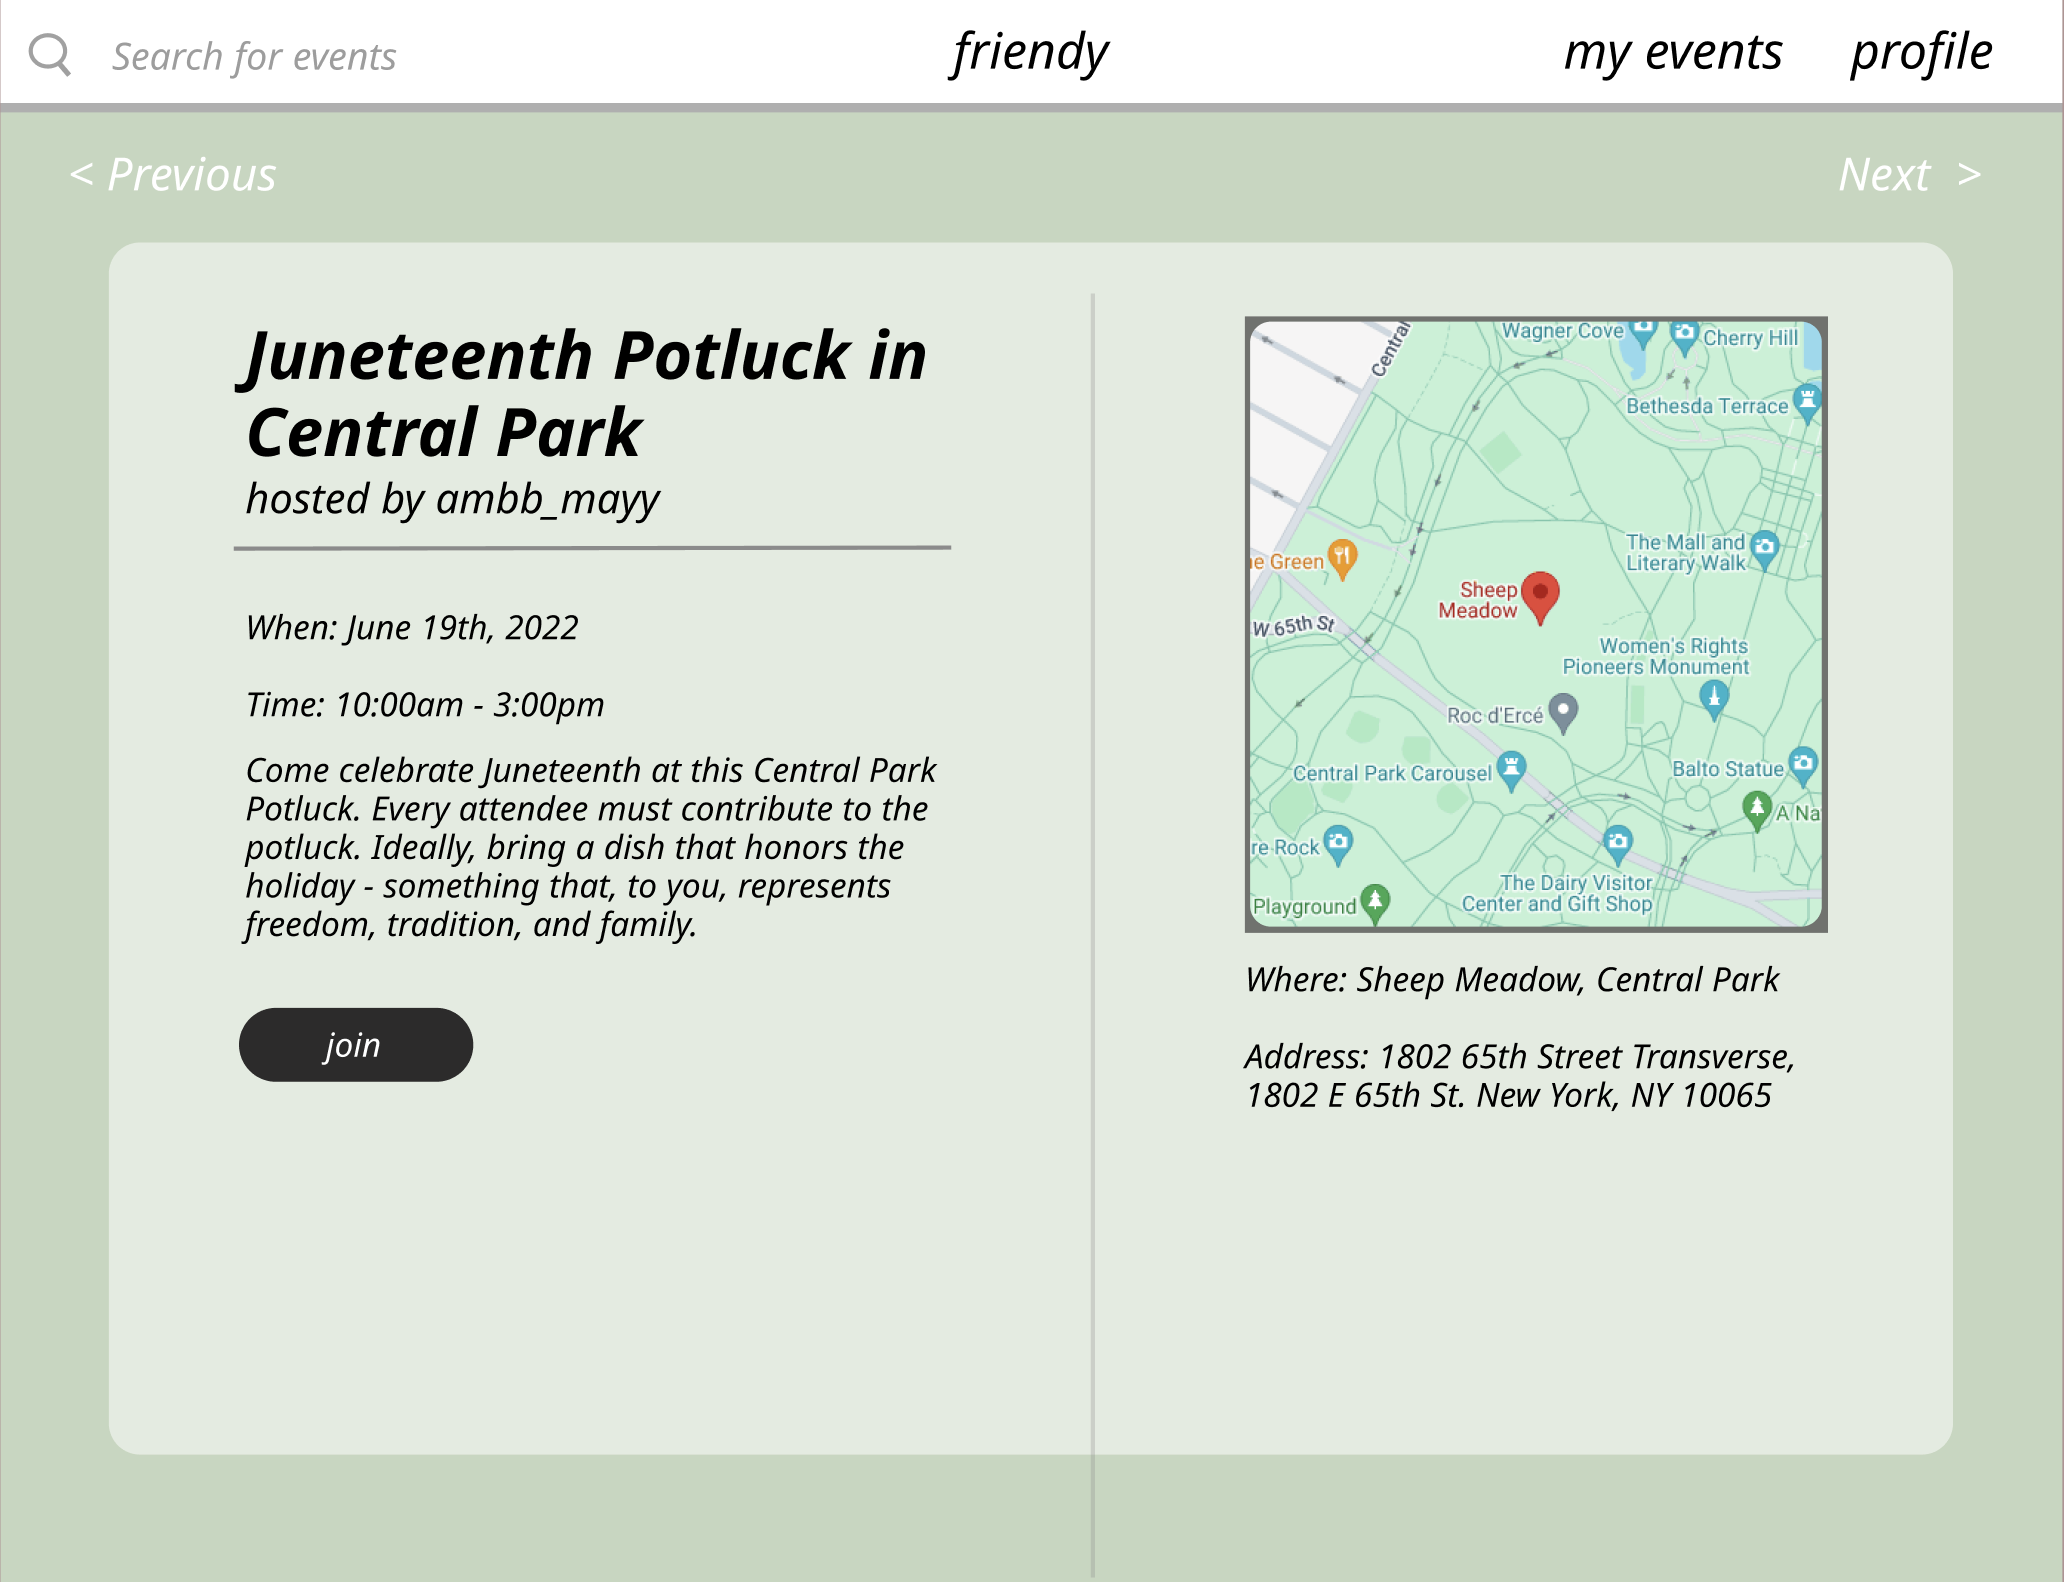 Search for events
friendy
my events
profile
< Previous
Next >
Juneteenth Potluck in
Central Park
hosted by ambb_mayy
When: June 19th, 2022
Time: 10:00am - 3:00pm
Come celebrate Juneteenth at this Central Park
Potluck. Every attendee must contribute to the
potluck. Ideally, bring a dish that honors the
holiday - something that, to you, represents
freedom, tradition, and family.
join
Central
Wagner Cove
Cherry Hill
Bethesda Terrace
The Mall and
Literary Walk
Green
Sheep
Meadow
W 65th St
Women's Rights
Pioneers Monument
Roc d'Ercé
Central Park Carousel
Balto Statue
A Na
re Rock
The Dairy Visitor
Center and Gift Shop
Playground
Where: Sheep Meadow, Central Park
Address: 1802 65th Street Transverse,
1802 E 65th St. New York, NY 10065